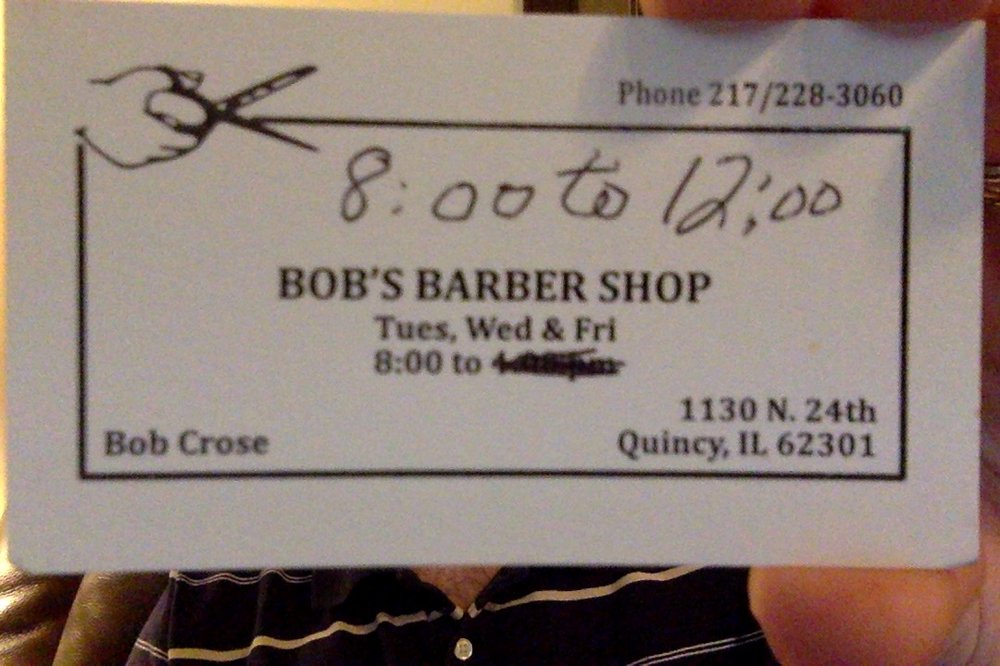 Phone 217/228-3060
8:00 to 12:00
BOB'S BARBER SHOP
Tues, Wed & Fri
8:00 to
1130 N. 24th
Bob Crose
Quincy, IL 62301